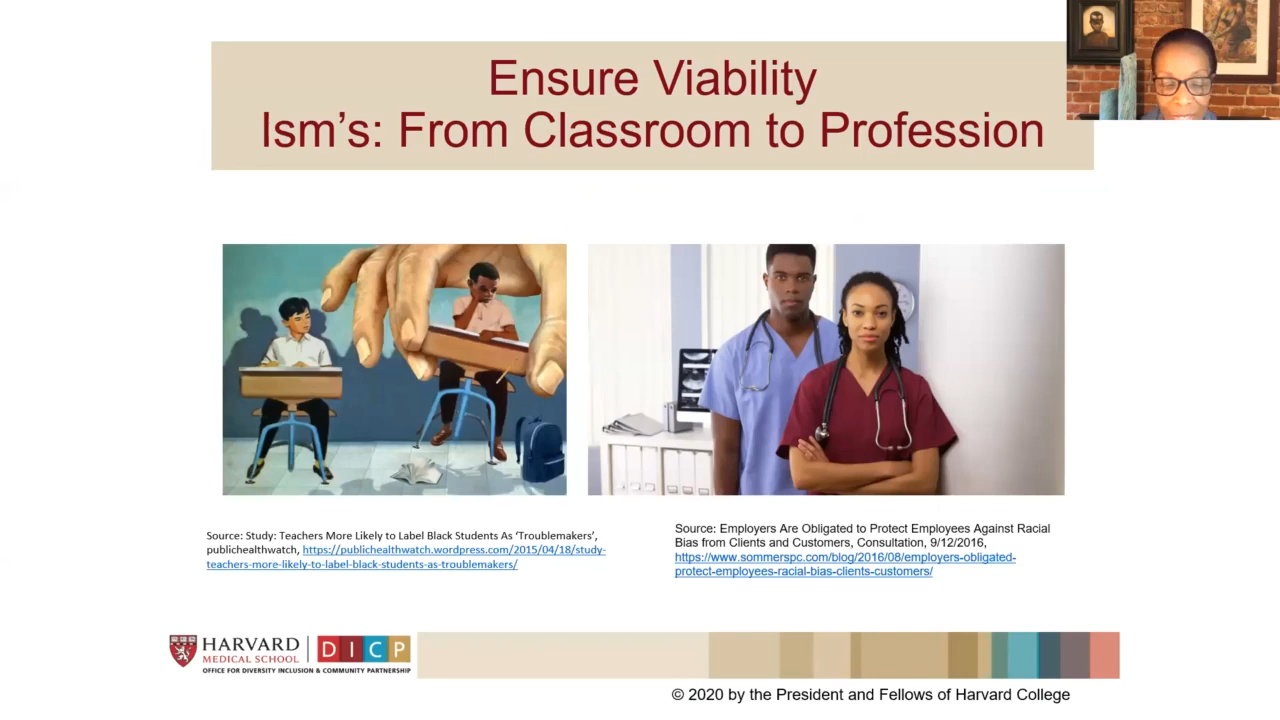 Ensure Viability
Ism's: From Classroom to Profession
Source: Study: Teachers More Likely to Label Black Students As 'Troublemakers',
publichealthwatch, https://publichealthwatch.wordpress.com/2015/04/18/study-
teachers-more-likely-to-label-black-students-as-troublemakers/
Source: Employers Are Obligated to Protect Employees Against Racial
Bias from Clients and Customers, Consultation, 9/12/2016,
https://www.sommerspc.com/blog/2016/08/employers-obligated-
protect-employees-racial-bias-clients-customers/
HARVARD
MEDICAL SCHOOL
DICP
OFFICE FOR DIVERSITY INCLUSION & COMMUNITY PARTNERSHIP
© 2020 by the President and Fellows of Harvard College